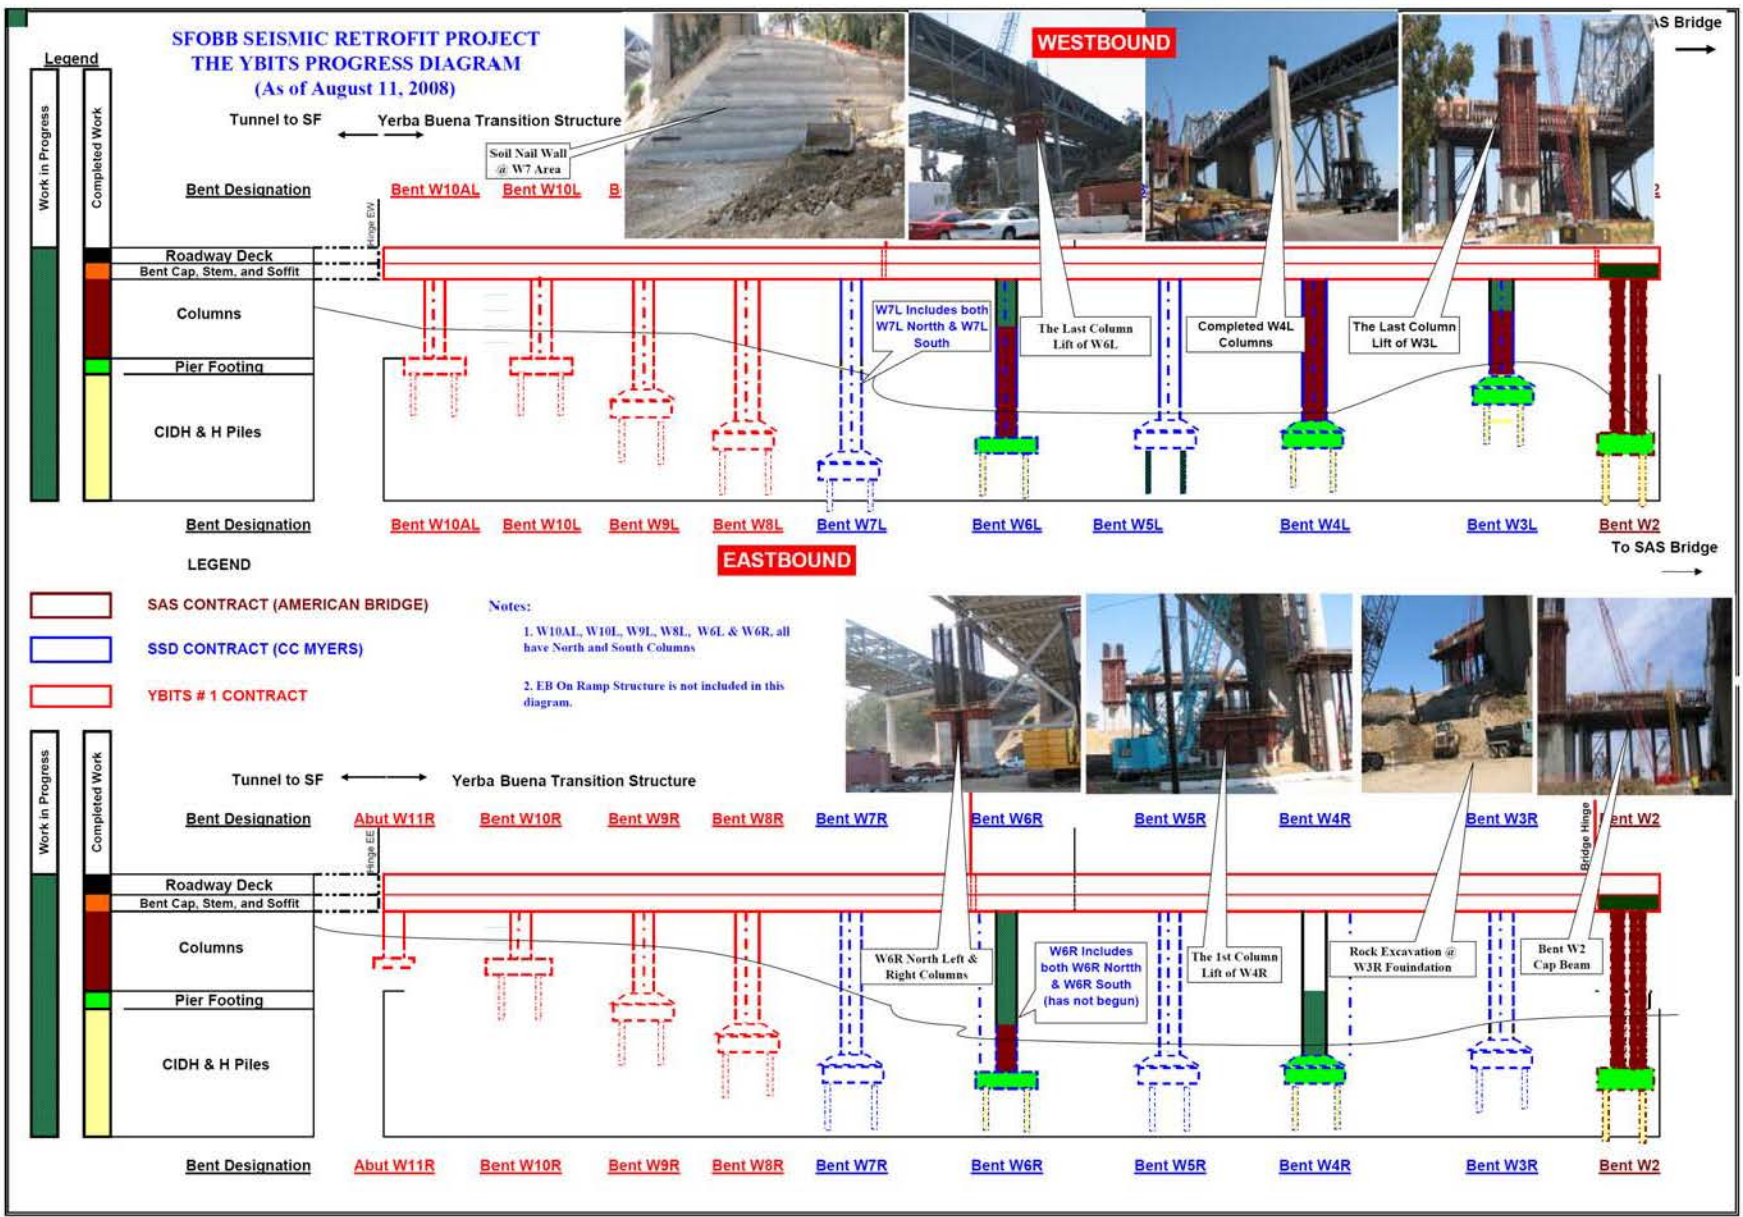 SFOBB SEISMIC RETROFIT PROJECT
THE YBITS PROGRESS DIAGRAM
(As of August 11, 2008)
Legend
Work in Progress
Completed Work
Tunnel to SF
Yerba Buena Transition Structure
WESTBOUND
AS Bridge
Soil Nail Wall
@ W7 Area
Bent Designation
Bent W10AL
Bent W10L
B
2
Hinge EW
Roadway Deck
Bent Cap, Stem, and Soffit
Columns
Pier Footing
CIDH & H Piles
W7L Includes both
W7L Nortth & W7L
South
The Last Column
Lift of W6L
Completed W4L
Columns
The Last Column
Lift of W3L
Bent Designation
Bent W10AL
Bent W10L
Bent W9L
Bent W8L
Bent W7L
Bent W6L
Bent W5L
Bent W4L
Bent W3L
Bent W2
EASTBOUND
To SAS Bridge
LEGEND
SAS CONTRACT (AMERICAN BRIDGE)
SSD CONTRACT (CC MYERS)
YBITS # 1 CONTRACT
Notes:
1. W10AL, W10L, W9L, W8L, W6L & W6R, all
have North and South Columns
2. EB On Ramp Structure is not included in this
diagram.
Work in Progress
Completed Work
Tunnel to SF
Yerba Buena Transition Structure
Bent Designation
Abut W11R
Bent W10R
Bent W9R
Bent W8R
Bent W7R
Bent W6R
Bent W5R
Bent W4R
Bent W3R
Bent W2
Hinge EE
Bridge Hinge
Roadway Deck
Bent Cap, Stem, and Soffit
Columns
Pier Footing
CIDH & H Piles
W6R North Left &
Right Columns
W6R Includes
both W6R Nortth
& W6R South
(has not begun)
The 1st Column
Lift of W4R
Rock Excavation @
W3R Fouindation
Bent W2
Cap Beam
Bent Designation
Abut W11R
Bent W10R
Bent W9R
Bent W8R
Bent W7R
Bent W6R
Bent W5R
Bent W4R
Bent W3R
Bent W2